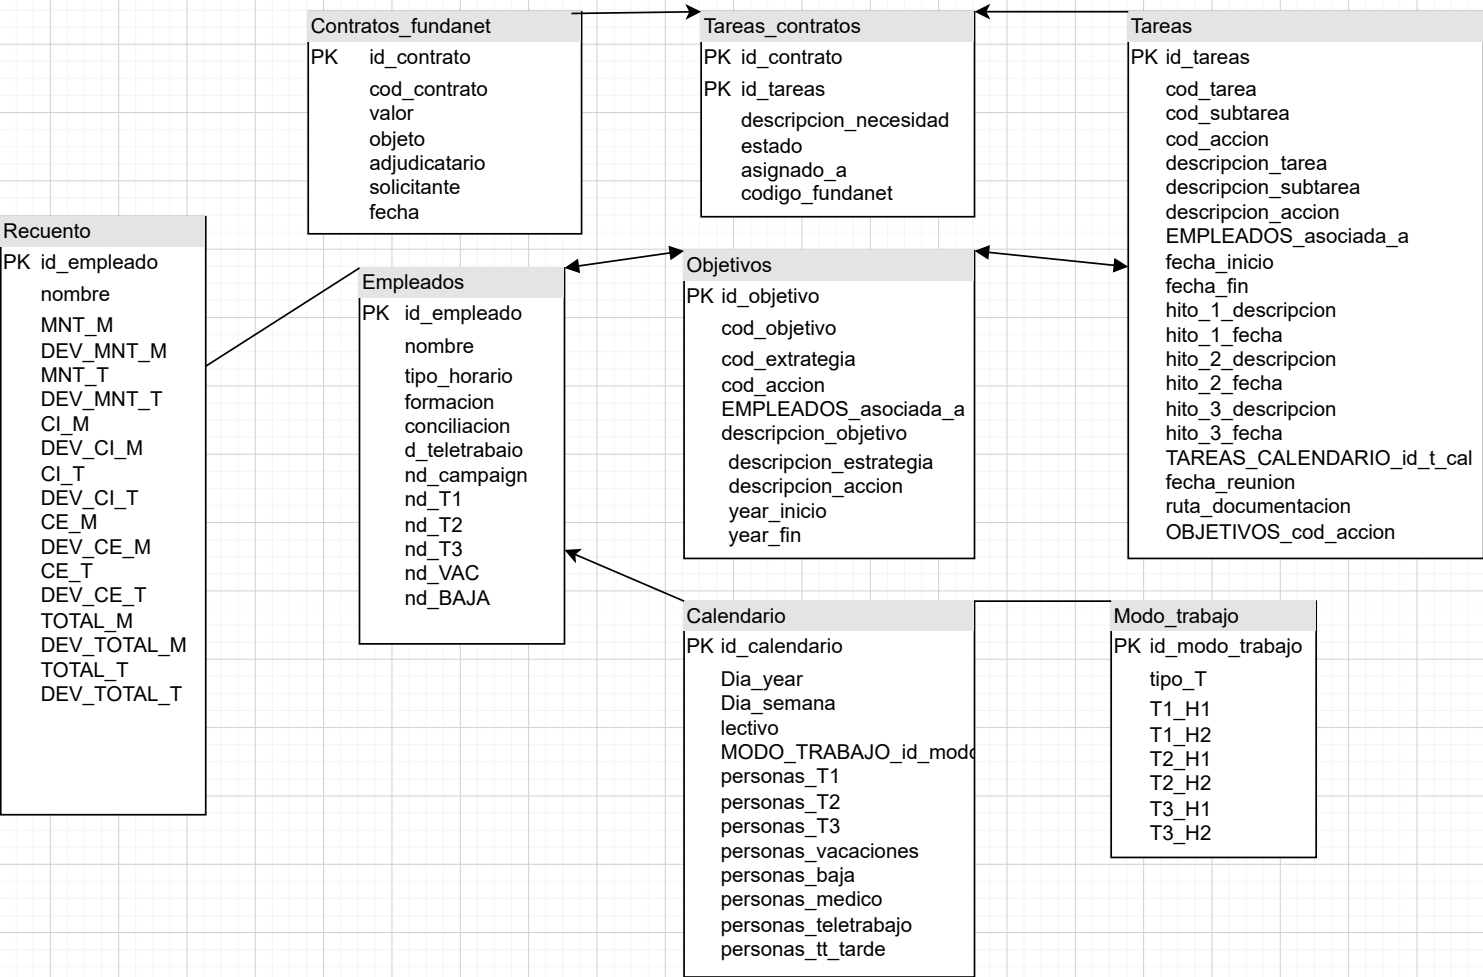 Contratos_fundanet
PK id_contrato
cod_contrato
valor
objeto
adjudicatario
solicitante
fecha
Tareas_contratos
PK id_contrato
PK id_tareas
descripcion_necesidad
estado
asignado_a
codigo_fundanet
Tareas
PK id_tareas
cod_tarea
cod_subtarea
cod_accion
descripcion_tarea
descripcion_subtarea
descripcion_accion
EMPLEADOS_asociada_a
fecha_inicio
fecha_fin
hito_1_descripcion
hito_1_fecha
hito_2_descripcion
hito_2_fecha
hito_3_descripcion
hito_3_fecha
TAREAS_CALENDARIO_id_t_cal
fecha_reunion
ruta_documentacion
OBJETIVOS_cod_accion
Recuento
PK id_empleado
nombre
MNT_M
DEV_MNT_M
MNT_T
DEV_MNT_T
CI_M
DEV_CI_M
CI_T
DEV_CI_T
CE_M
DEV_CE_M
CE_T
DEV_CE_T
TOTAL_M
DEV_TOTAL_M
TOTAL_T
DEV_TOTAL_T
Empleados
PK id_empleado
nombre
tipo_horario
formacion
conciliacion
d_teletrabaio
nd_campaign
nd_T1
nd_T2
nd_T3
nd_VAC
nd_BAJA
Objetivos
PK id_objetivo
cod_objetivo
cod_extrategia
cod_accion
EMPLEADOS_asociada_a
descripcion_objetivo
descripcion_estrategia
descripcion_accion
year_inicio
year_fin
Calendario
PK id_calendario
Dia_year
Dia_semana
lectivo
MODO_TRABAJO_id_modo
personas_T1
personas_T2
personas_T3
personas_vacaciones
personas_baja
personas_medico
personas_teletrabajo
personas_tt_tarde
Modo_trabajo
PK id_modo_trabajo
tipo_T
T1_H1
T1_H2
T2_H1
T2_H2
T3_H1
T3_H2